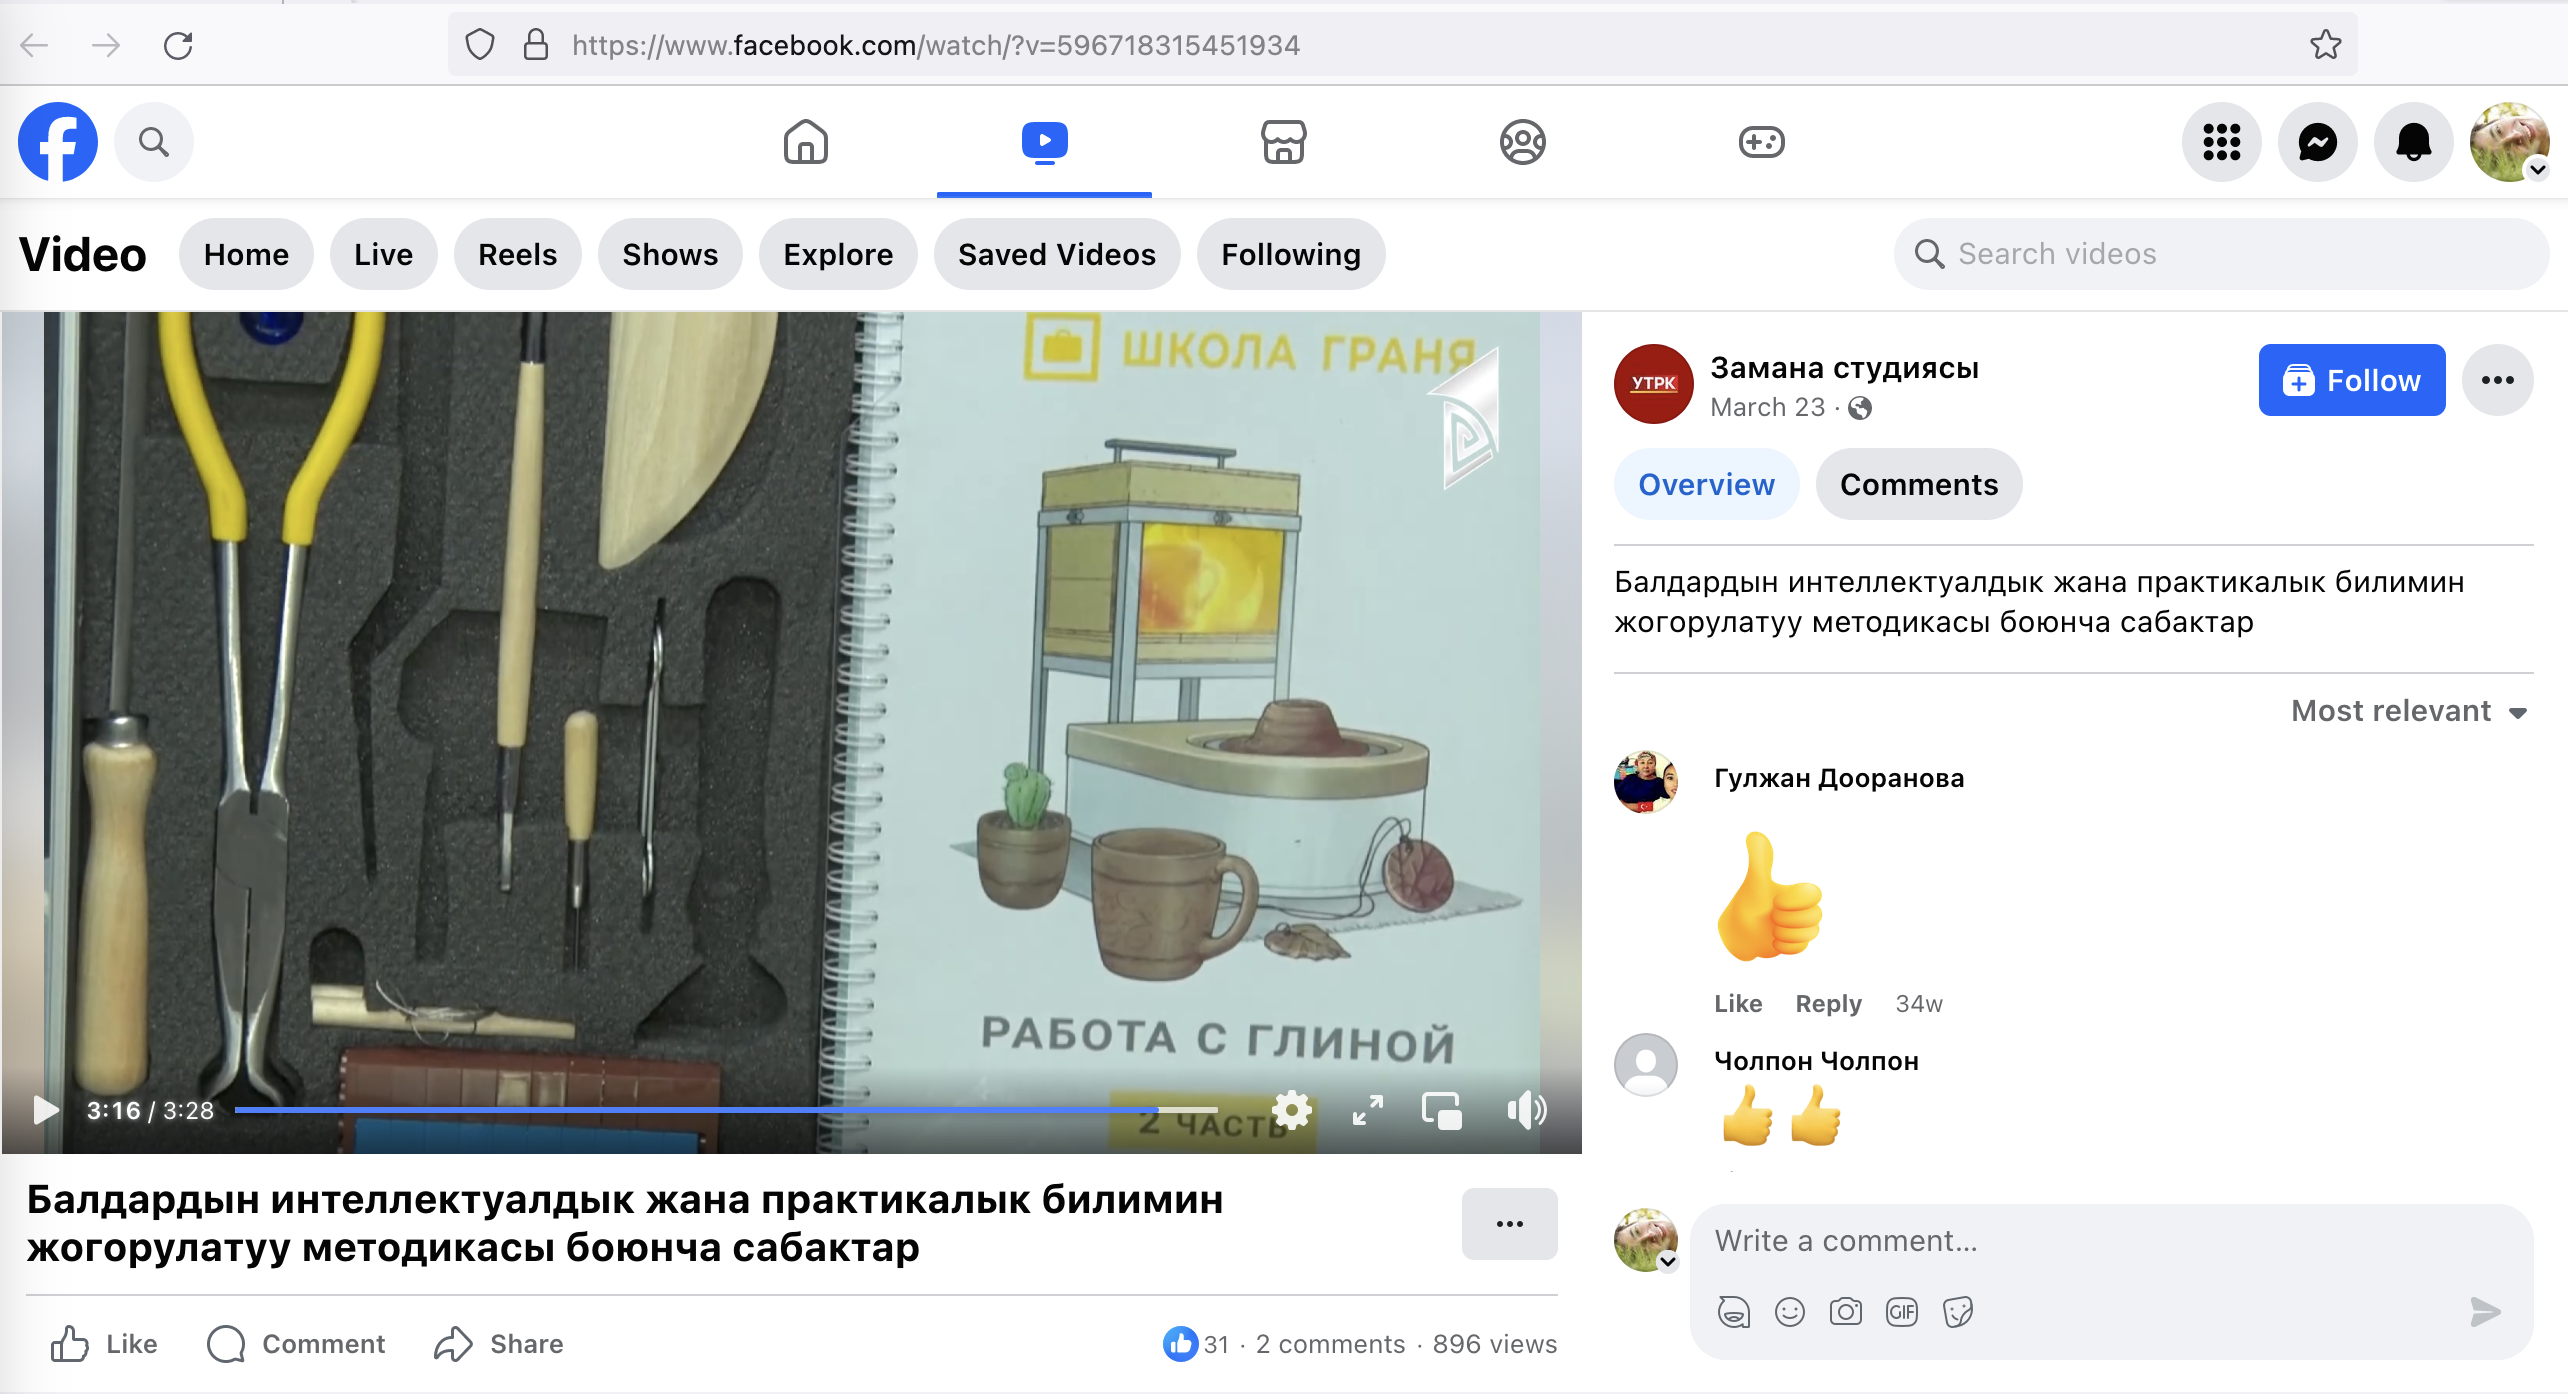 https://www.facebook.com/watch/?v=596718315451934
Video
Home
Live
Reels
Shows
Explore
Saved Videos
Following
Search videos
ШКОЛА ГРАНЯ
РАБОТА С ГЛИНОЙ
2 ЧАСТЬ
3:16 / 3:28
Балдардын интеллектуалдык жана практикалык билимин
жогорулатуу методикасы боюнча сабактар
Like
Comment
Share
31 · 2 comments · 896 views
УТРК
Замана студиясы
March 23 ·
Follow
Overview
Comments
Балдардын интеллектуалдык жана практикалык билимин
жогорулатуу методикасы боюнча сабактар
Most relevant
Гулжан Дооранова
Like Reply 34w
Чолпон Чолпон
Write a comment...
GIF